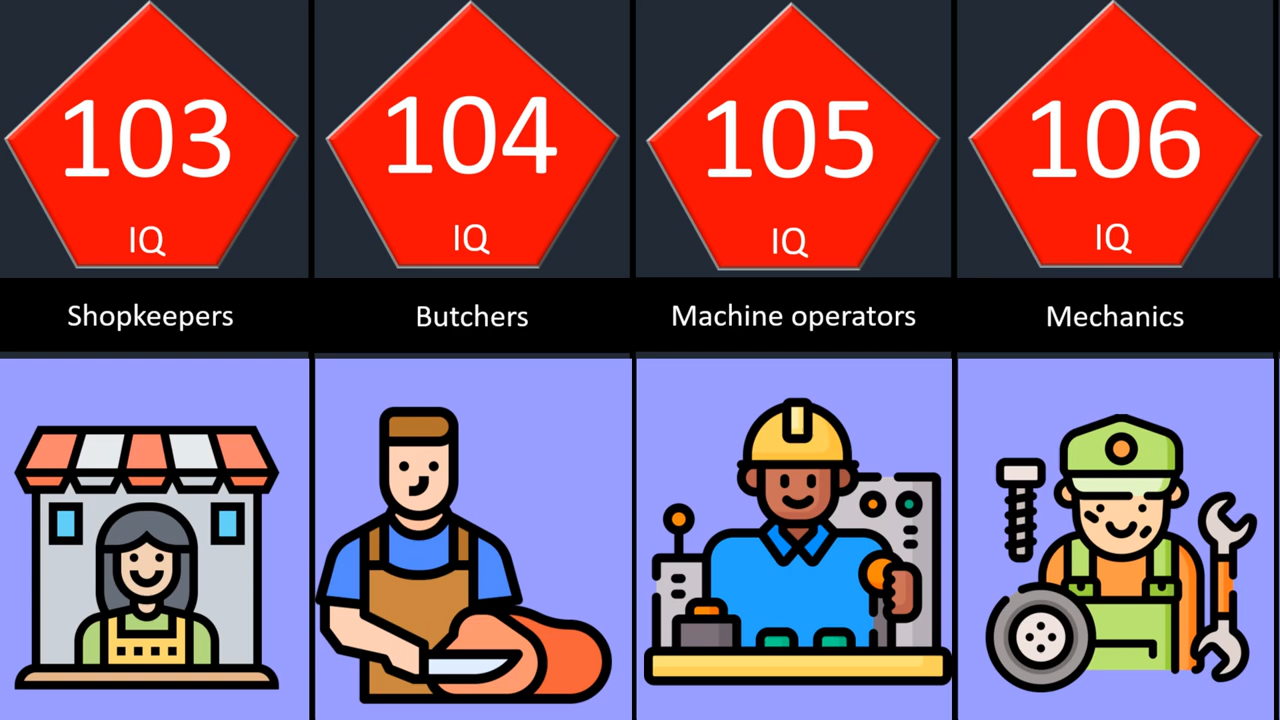 103
IQ
Shopkeepers
104
IQ
Butchers
105
IQ
Machine operators
106
IQ
Mechanics